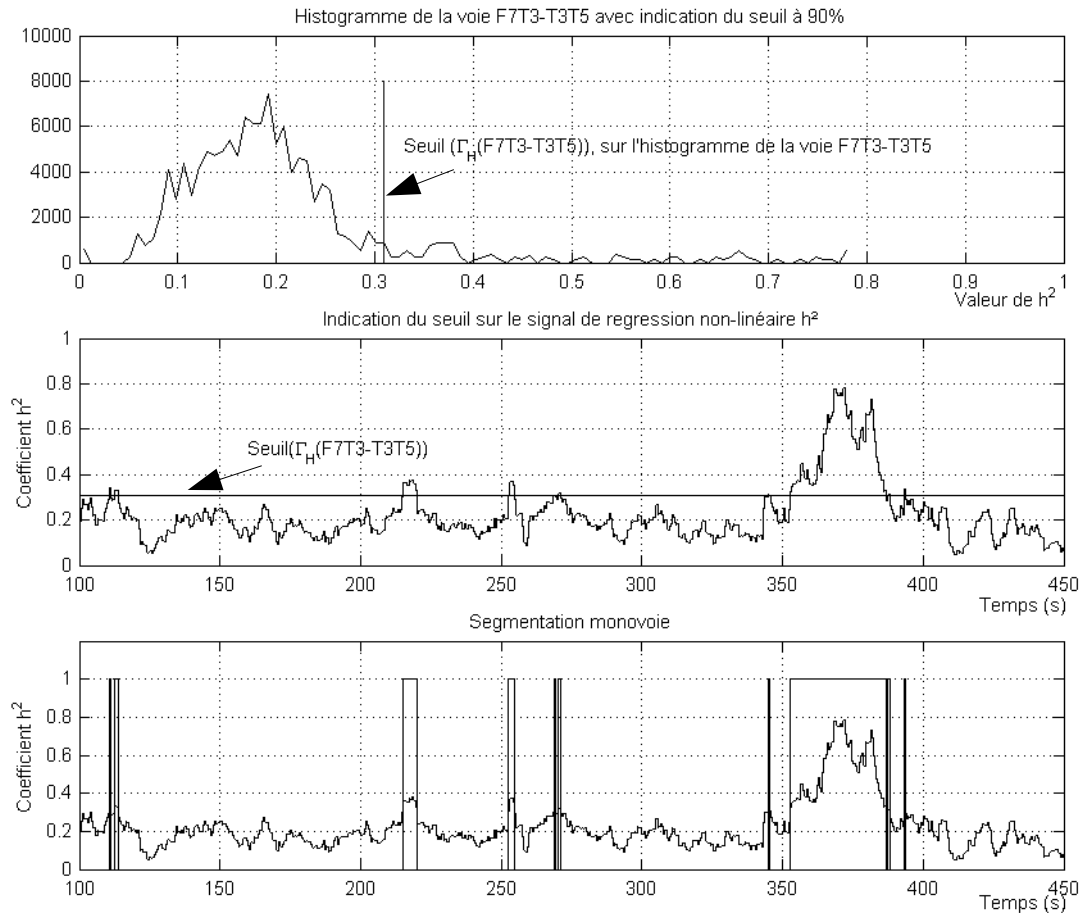 Histogramme de la voie F7T3-T3T5 avec indication du seuil à 90%
10000
8000
6000
4000
2000
0
Seuil (Γ_H(F7T3-T3T5)), sur l'histogramme de la voie F7T3-T3T5
0 0.1 0.2 0.3 0.4 0.5 0.6 0.7 0.8 0.9 1
Valeur de h²
Indication du seuil sur le signal de regression non-linéaire h²
Coefficient h²
1
0.8
0.6
0.4
0.2
0
Seuil(Γ_H(F7T3-T3T5))
100 150 200 250 300 350 400 450
Temps (s)
Segmentation monovoie
Coefficient h²
1
0.8
0.6
0.4
0.2
0
100 150 200 250 300 350 400 450
Temps (s)